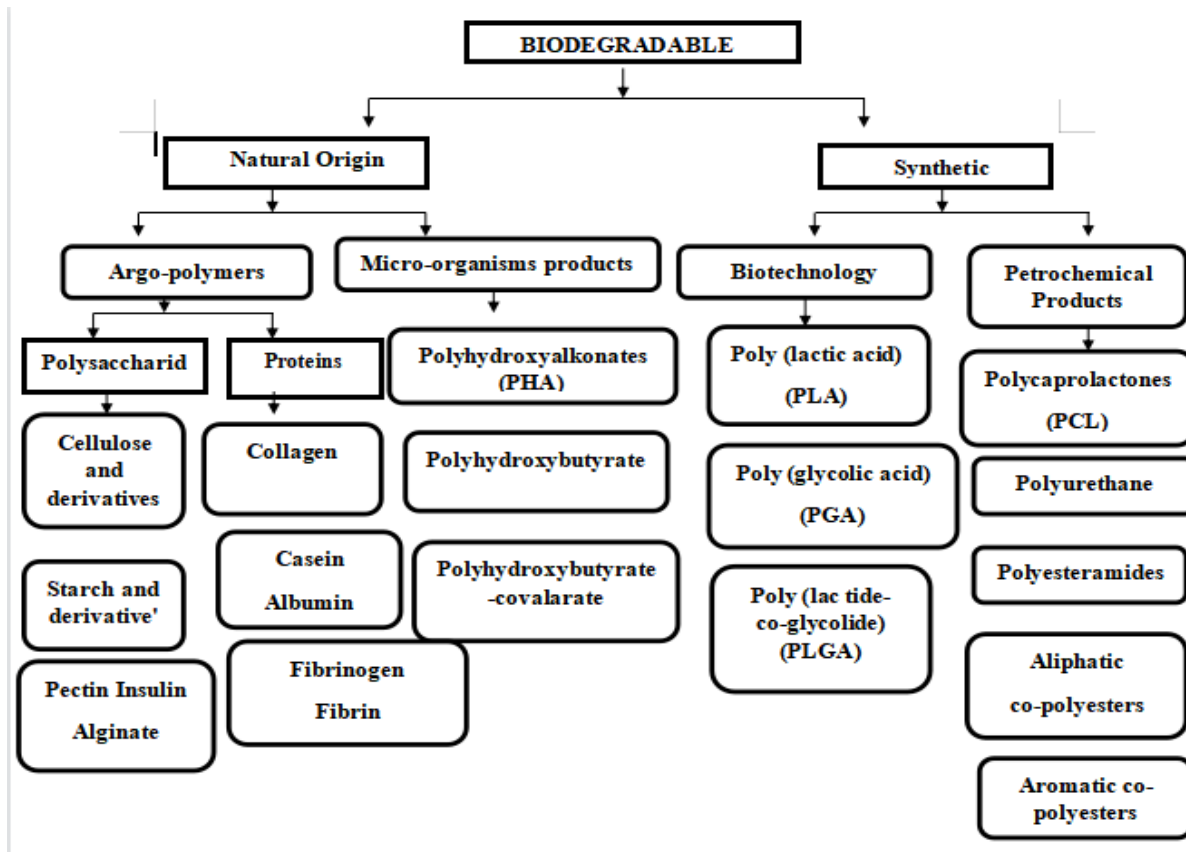 BIODEGRADABLE
Natural Origin
Synthetic
Argo-polymers
Micro-organisms products
Biotechnology
Petrochemical
Products
Polysaccharid
Proteins
Polyhydroxyalkonates
(PHA)
Poly (lactic acid)
(PLA)
Polycaprolactones
(PCL)
Cellulose
and
derivatives
Collagen
Polyhydroxybutyrate
Poly (glycolic acid)
(PGA)
Polyurethane
Starch and
derivative'
Casein
Albumin
Polyhydroxybutyrate
-covalarate
Poly (lac tide-
co-glycolide)
(PLGA)
Polyesteramides
Pectin Insulin
Alginate
Fibrinogen
Fibrin
Aliphatic
co-polyesters
Aromatic co-
polyesters